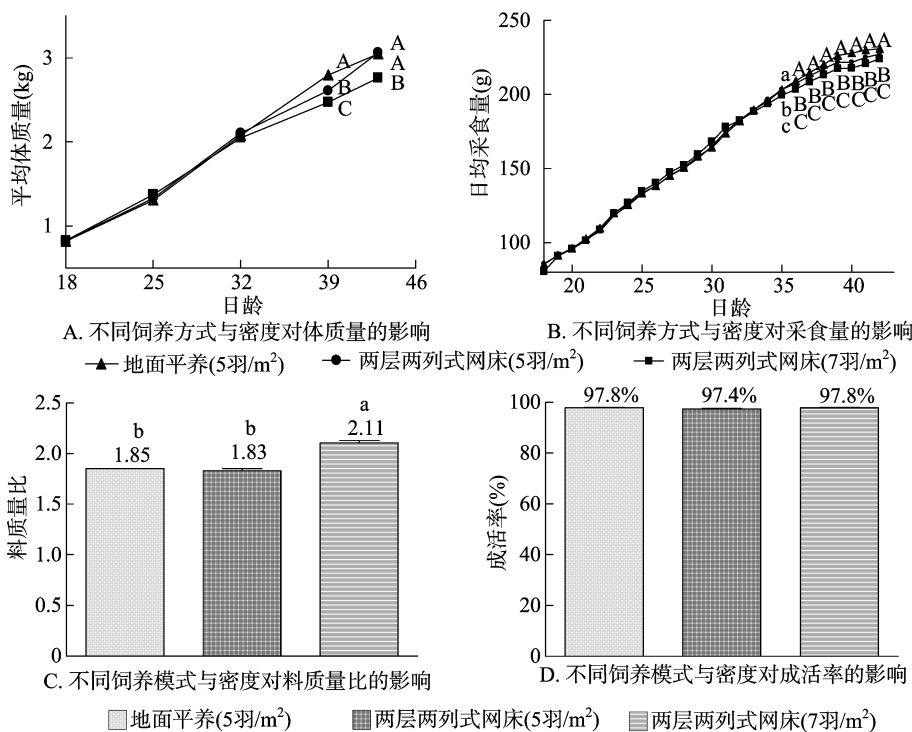 平均体质量(kg)
3
2
1
18 25 32 39 46
日龄
A
B
C
A
A
B
A. 不同饲养方式与密度对体质量的影响
日均采食量(g)
250
200
150
100
20 25 30 35 40
日龄
a A A A A A A A
b B B B B B B B
c C C C C C C C
B. 不同饲养方式与密度对采食量的影响
地面平养(5羽/m²) 两层两列式网床(5羽/m²) 两层两列式网床(7羽/m²)
料质量比
2.5
2.0
1.5
1.0
0.5
0
b b a
1.85 1.83 2.11
C. 不同饲养模式与密度对料质量比的影响
成活率(%)
100
80
60
40
20
0
97.8% 97.4% 97.8%
D. 不同饲养模式与密度对成活率的影响
地面平养(5羽/m²) 两层两列式网床(5羽/m²) 两层两列式网床(7羽/m²)